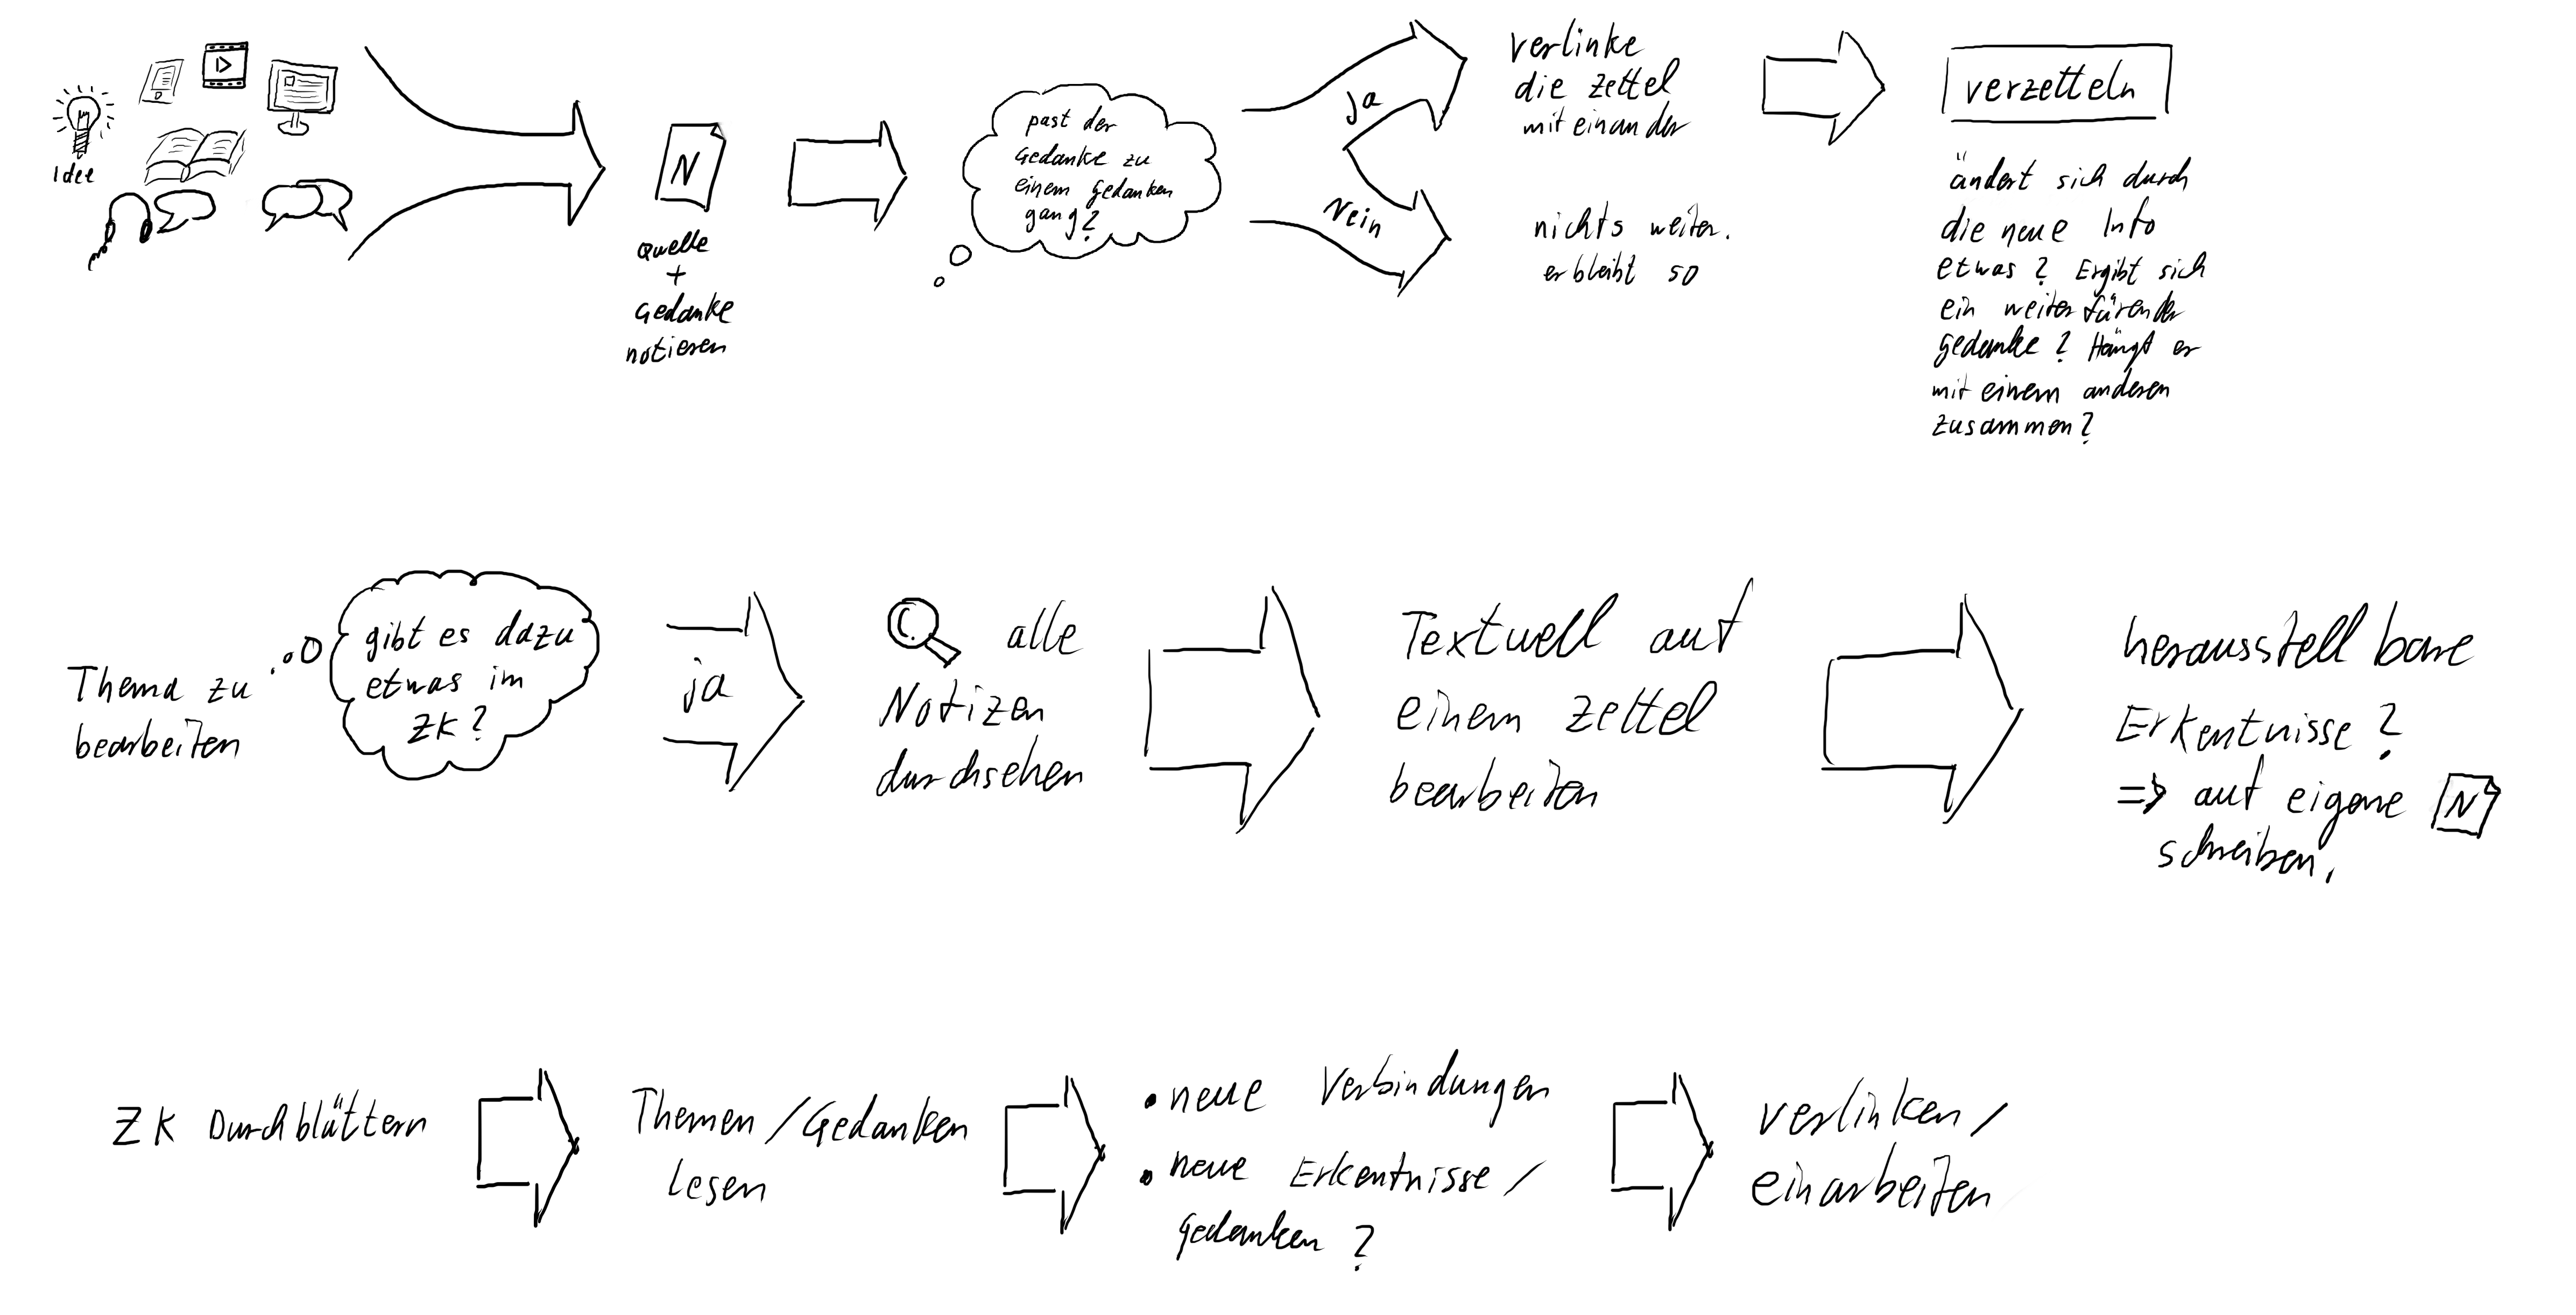 Idee
N
Quelle
+
Gedanke
notieren
past der
Gedanke zu
einem gedanken
gang?
ja
Nein
verlinke
die Zettel
miteinander
nichts weiter.
er bleibt so
verzetteln
ändert sich durch
die neue Info
etwas? Ergibt sich
ein weiter fürender
gedanke? Hängt er
mit einem anderen
zusammen?
Thema zu
bearbeiten
gibt es dazu
etwas im
ZK?
ja
alle
Notizen
durchsehen
Textuell auf
einem Zettel
bearbeiten
herausstellbare
Erkentnisse?
=> auf eigene N
schreiben.
ZK Durchblättern
Themen/Gedanken
lesen
• neue Verbindungen
• neue Erkentnisse/
gedanken?
verlinken/
einarbeiten